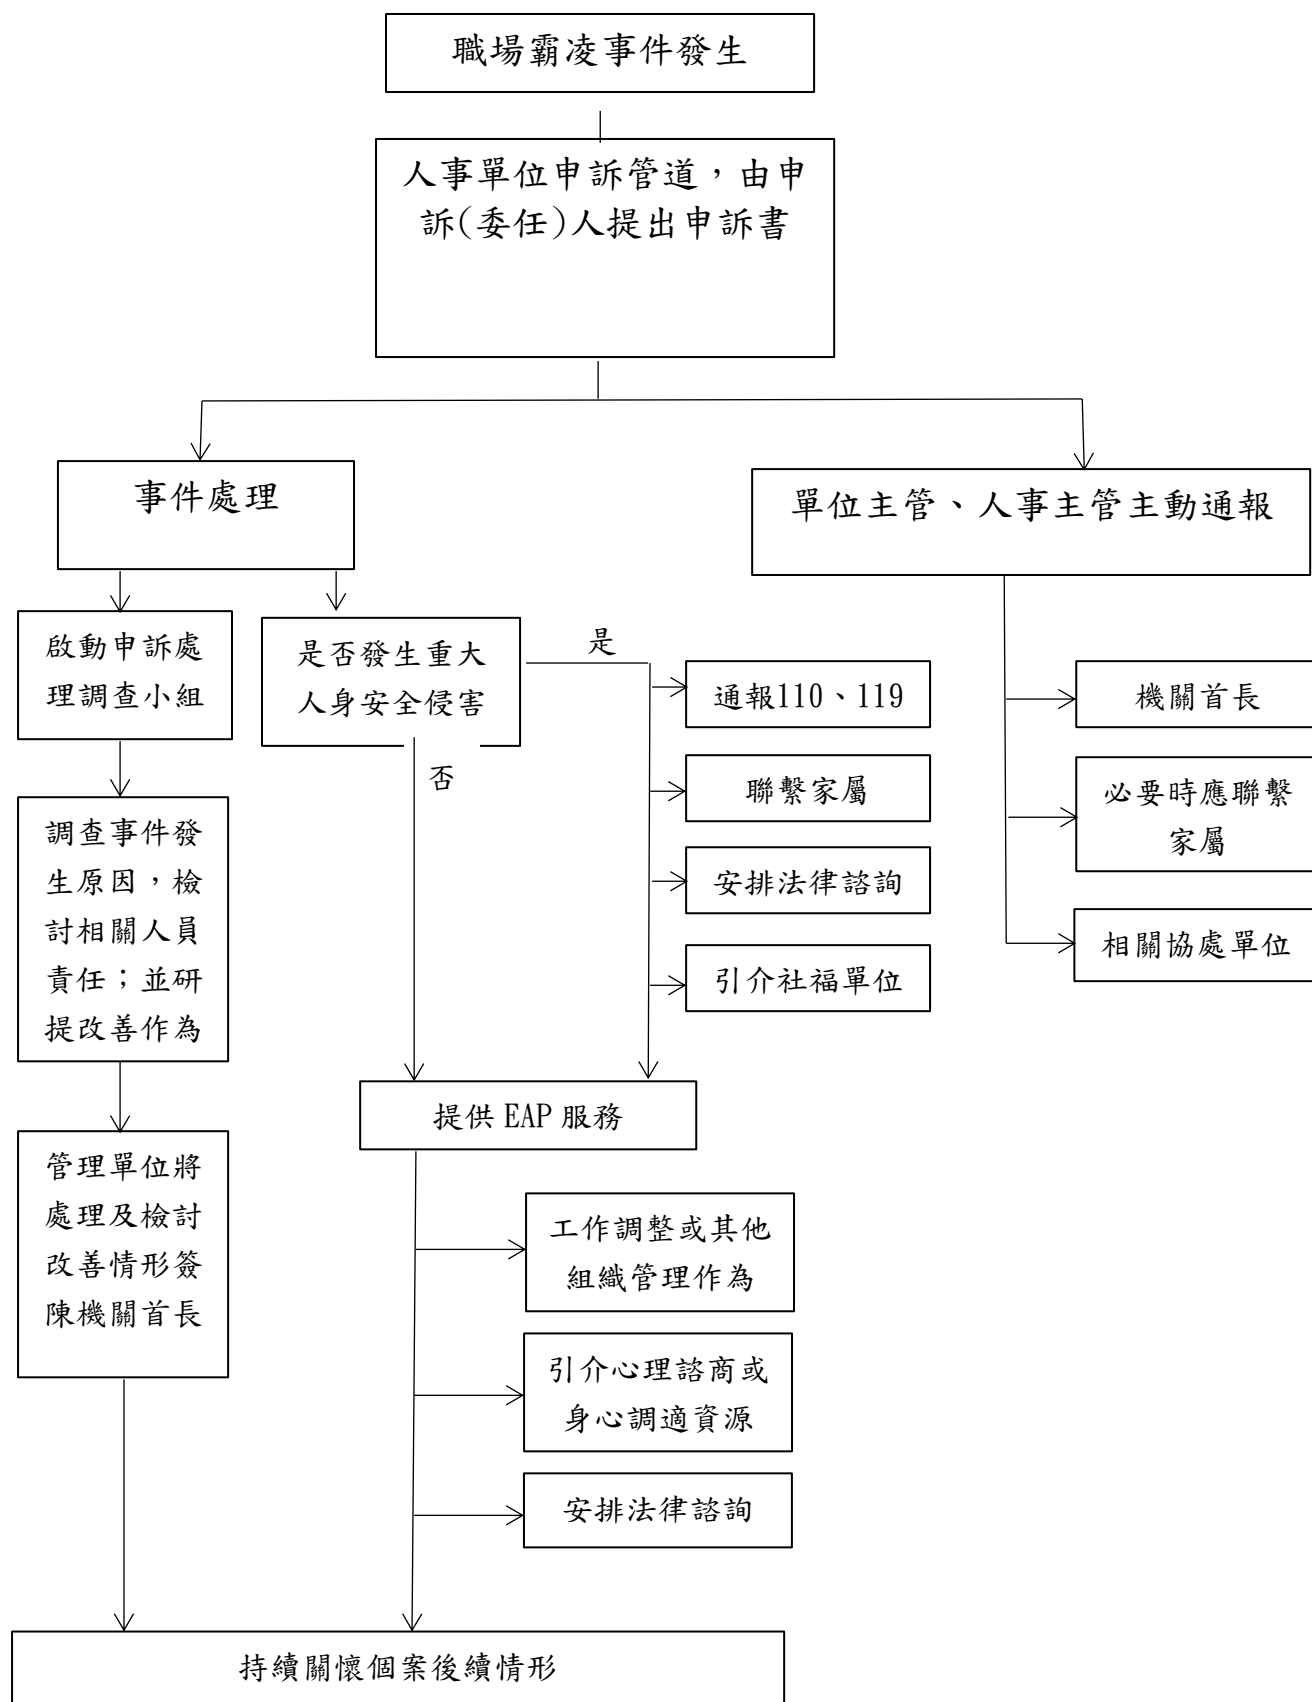 職場霸凌事件發生
人事單位申訴管道，由申
訴(委任)人提出申訴書
事件處理
單位主管、人事主管主動通報
啟動申訴處
理調查小組
是否發生重大
人身安全侵害
是
否
通報110、119
聯繫家屬
安排法律諮詢
引介社福單位
機關首長
必要時應聯繫
家屬
相關協處單位
調查事件發
生原因，檢
討相關人員
責任；並研
提改善作為
提供 EAP 服務
管理單位將
處理及檢討
改善情形簽
陳機關首長
工作調整或其他
組織管理作為
引介心理諮商或
身心調適資源
安排法律諮詢
持續關懷個案後續情形